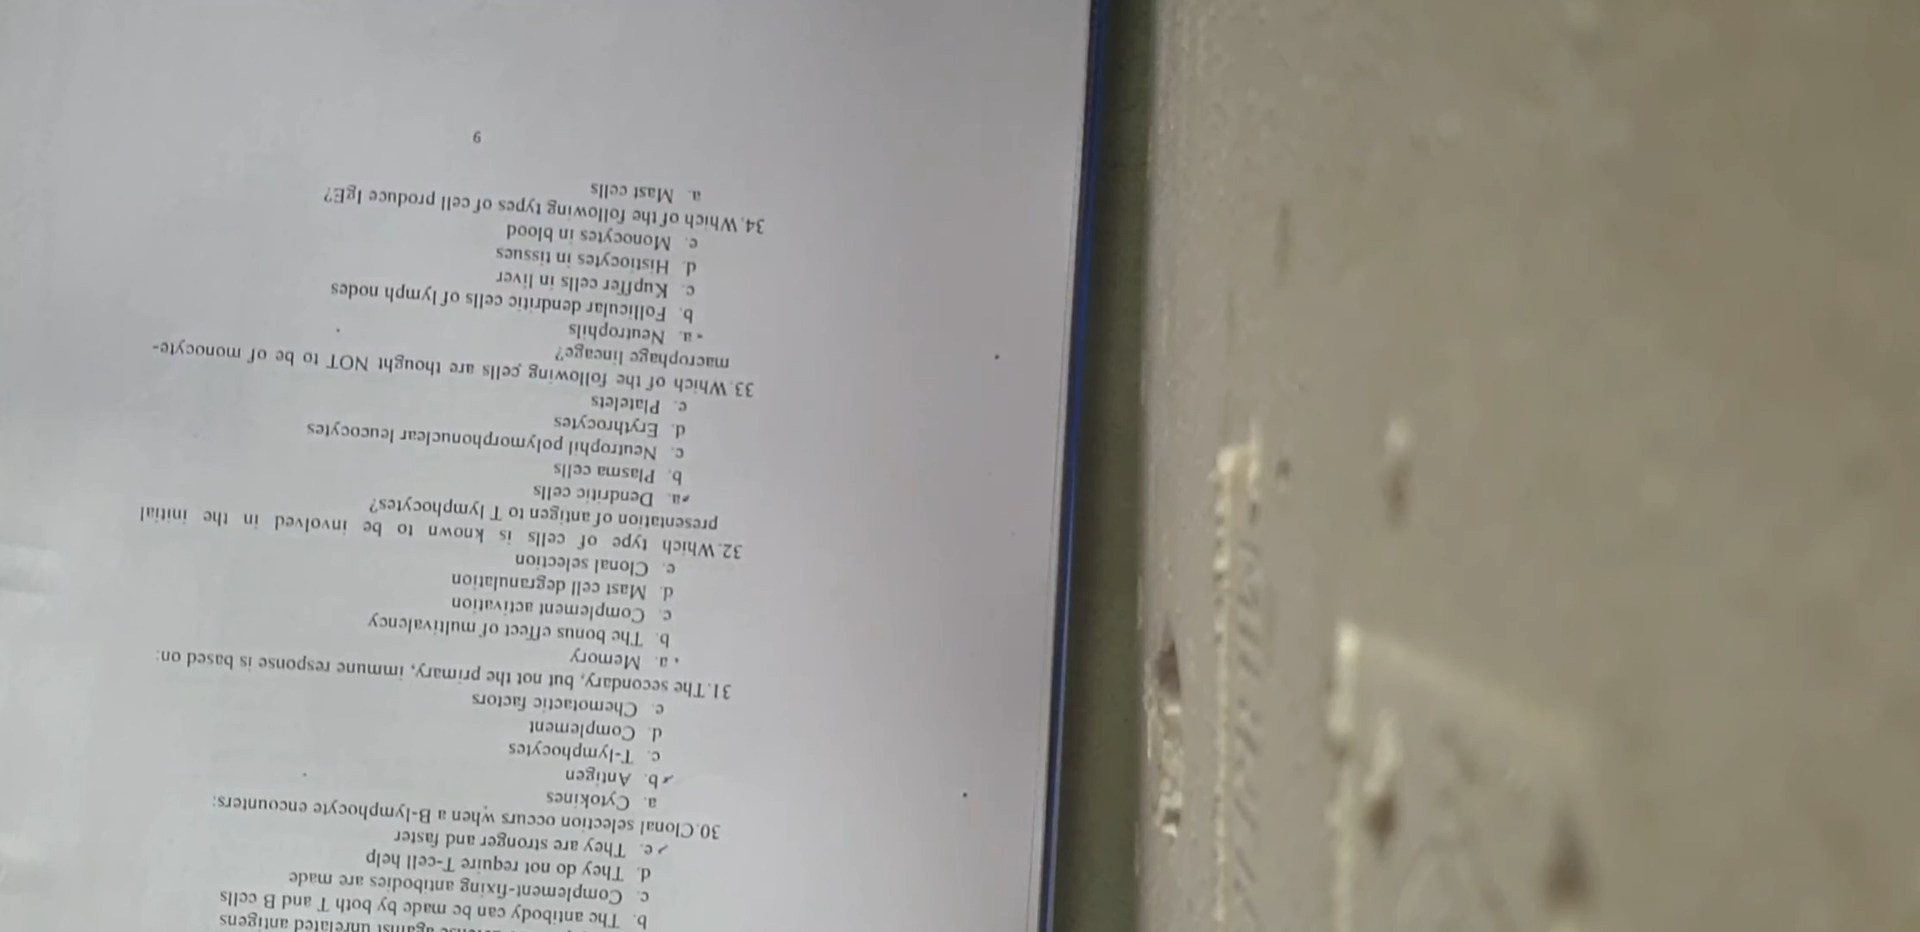 against unrelated antigens
b. The antibody can be made by both T and B cells
c. Complement-fixing antibodies are made
d. They do not require T-cell help
e. They are stronger and faster
30.Clonal selection occurs when a B-lymphocyte encounters:
a. Cytokines
b. Antigen
c. T-lymphocytes
d. Complement
e. Chemotactic factors
31.The secondary, but not the primary, immune response is based on:
a. Memory
b. The bonus effect of multivalency
c. Complement activation
d. Mast cell degranulation
e. Clonal selection
32.Which type of cells is known to be involved in the initial
presentation of antigen to T lymphocytes?
a. Dendritic cells
b. Plasma cells
c. Neutrophil polymorphonuclear leucocytes
d. Erythrocytes
e. Platelets
33.Which of the following cells are thought NOT to be of monocyte-
macrophage lineage?
a. Neutrophils
b. Follicular dendritic cells of lymph nodes
c. Kupffer cells in liver
d. Histiocytes in tissues
e. Monocytes in blood
34.Which of the following types of cell produce IgE?
a. Mast cells
9